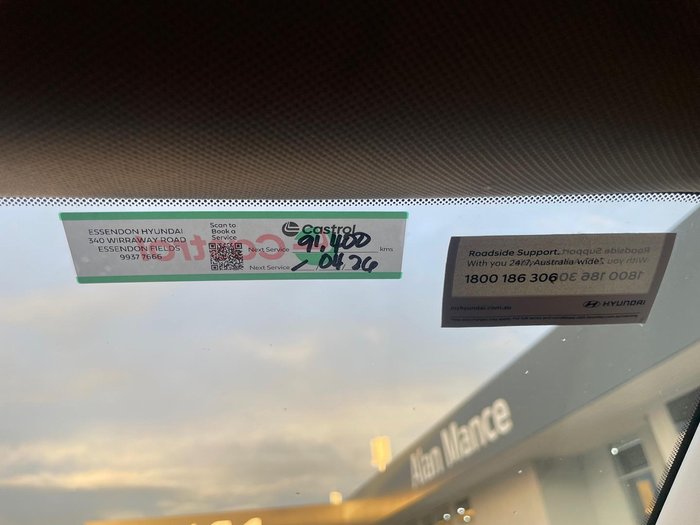 ESSENDON HYUNDAI
340 WIRRAWAY ROAD
ESSENDON FIELDS
9937 7666
Scan to
Book a
Service
Castrol
Next Service 91,400 kms
Next Service / 04/26
Roadside Support.
With you 24/7, Australia wide*.
1800 186 306
HYUNDAI
Alan Mance